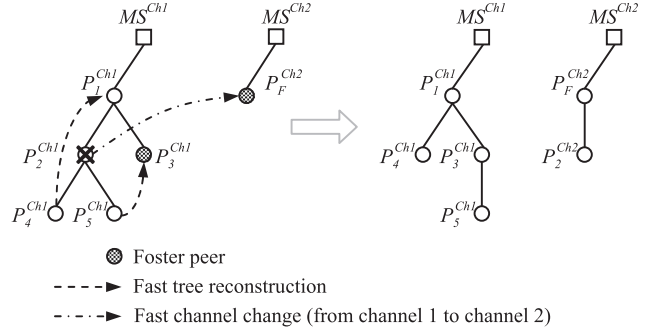 MS^Ch1 MS^Ch2 MS^Ch1 MS^Ch2
P_1^Ch1 P_F^Ch2 P_1^Ch1 P_F^Ch2
P_2^Ch1 P_3^Ch1 P_4^Ch1 P_3^Ch1 P_2^Ch2
P_4^Ch1 P_5^Ch1 P_5^Ch1
Foster peer
Fast tree reconstruction
Fast channel change (from channel 1 to channel 2)